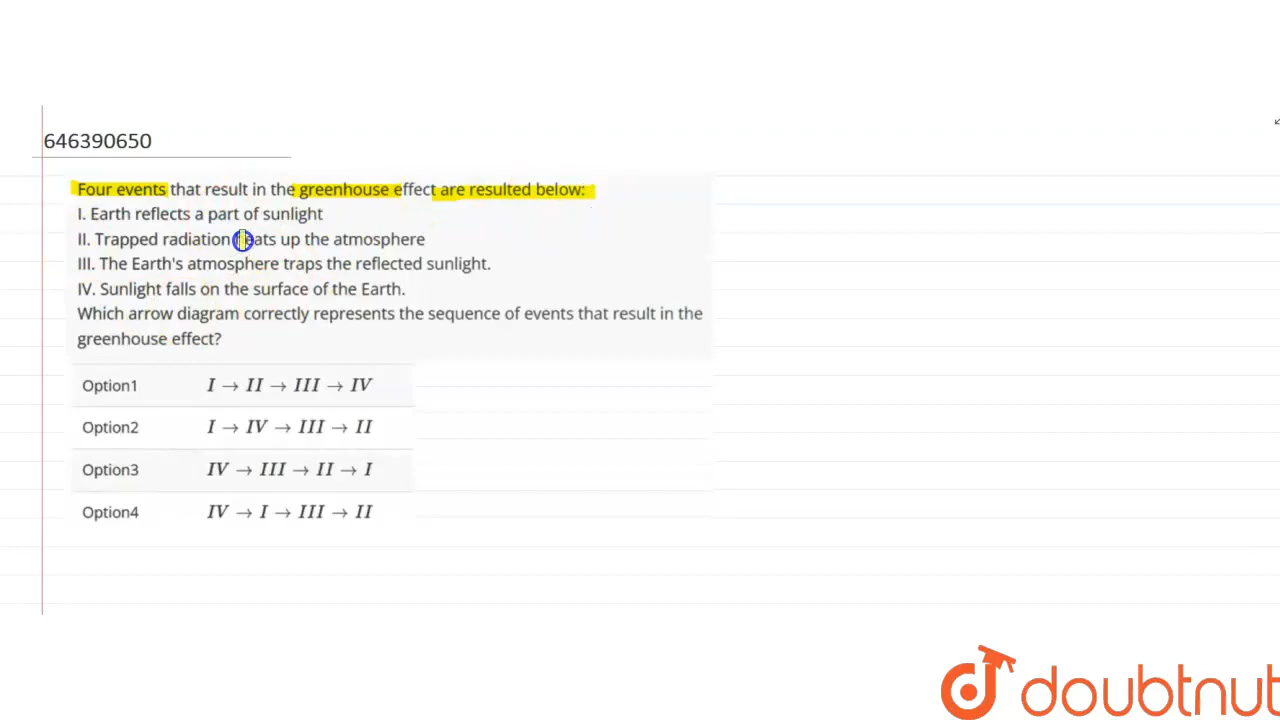 646390650
Four events that result in the greenhouse effect are resulted below:
I. Earth reflects a part of sunlight
II. Trapped radiation heats up the atmosphere
III. The Earth's atmosphere traps the reflected sunlight.
IV. Sunlight falls on the surface of the Earth.
Which arrow diagram correctly represents the sequence of events that result in the
greenhouse effect?
Option1 I → II → III → IV
Option2 I → IV → III → II
Option3 IV → III → II → I
Option4 IV → I → III → II
doubtnut